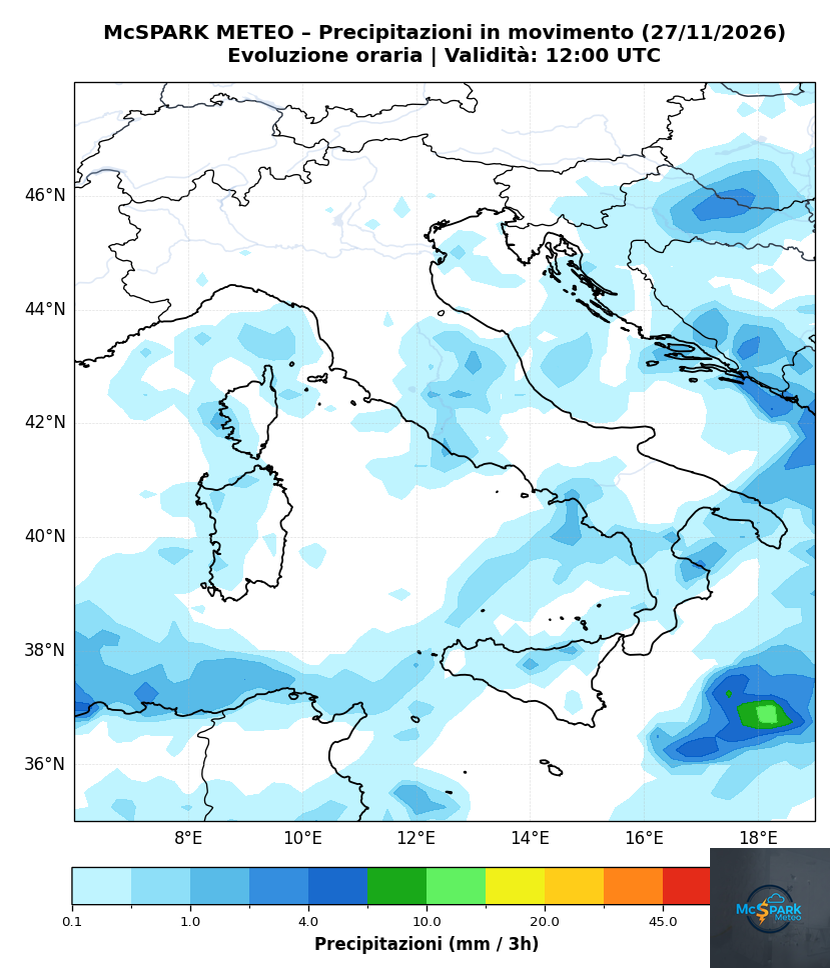 McSPARK METEO – Precipitazioni in movimento (27/11/2026)
Evoluzione oraria | Validità: 12:00 UTC
46°N
44°N
42°N
40°N
38°N
36°N
8°E 10°E 12°E 14°E 16°E 18°E
0.1 1.0 4.0 10.0 20.0 45.0
Precipitazioni (mm / 3h)
McSPARK
Meteo